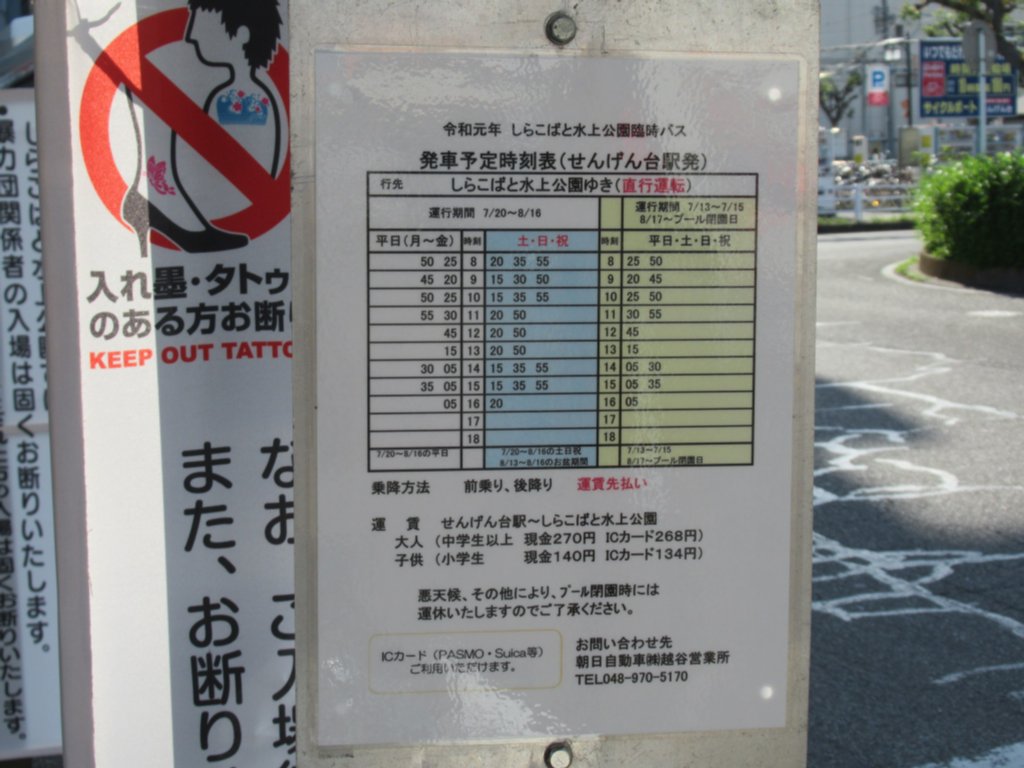 令和元年 しらこばと水上公園臨時バス
発車予定時刻表(せんげん台駅発)
行先 しらこばと水上公園ゆき(直行運転)
運行期間 7/20～8/16 運行期間 7/13～7/15
8/17～プール閉園日
平日(月～金) 時刻 土・日・祝 時刻 平日・土・日・祝
50 25 8 20 35 55 8 25 50
45 20 9 15 30 50 9 20 45
50 25 10 15 35 55 10 25 50
55 30 11 20 50 11 30 55
45 12 20 50 12 45
15 13 20 50 13 15
30 05 14 15 35 55 14 05 30
35 05 15 15 35 55 15 05 35
05 16 20 16 05
17 17
18 18
7/20～8/16の平日 7/20～8/16の土日祝 7/13～7/15
8/13～8/16のお盆期間 8/17～プール閉園日
乗降方法 前乗り、後降り 運賃先払い
運 賃 せんげん台駅～しらこばと水上公園
大人 (中学生以上 現金270円 ICカード268円)
子供 (小学生 現金140円 ICカード134円)
悪天候、その他により、プール閉園時には
運休いたしますのでご了承ください。
ICカード (PASMO・Suica等)
ご利用いただけます。
お問い合わせ先
朝日自動車㈱越谷営業所
TEL048-970-5170
入れ墨・タトゥ
のある方お断り
KEEP OUT TATTO
なお、ご入場
また、お断り
暴力団関係者の入場は固くお断りいたします。
P
いつでもた
サイクルポート